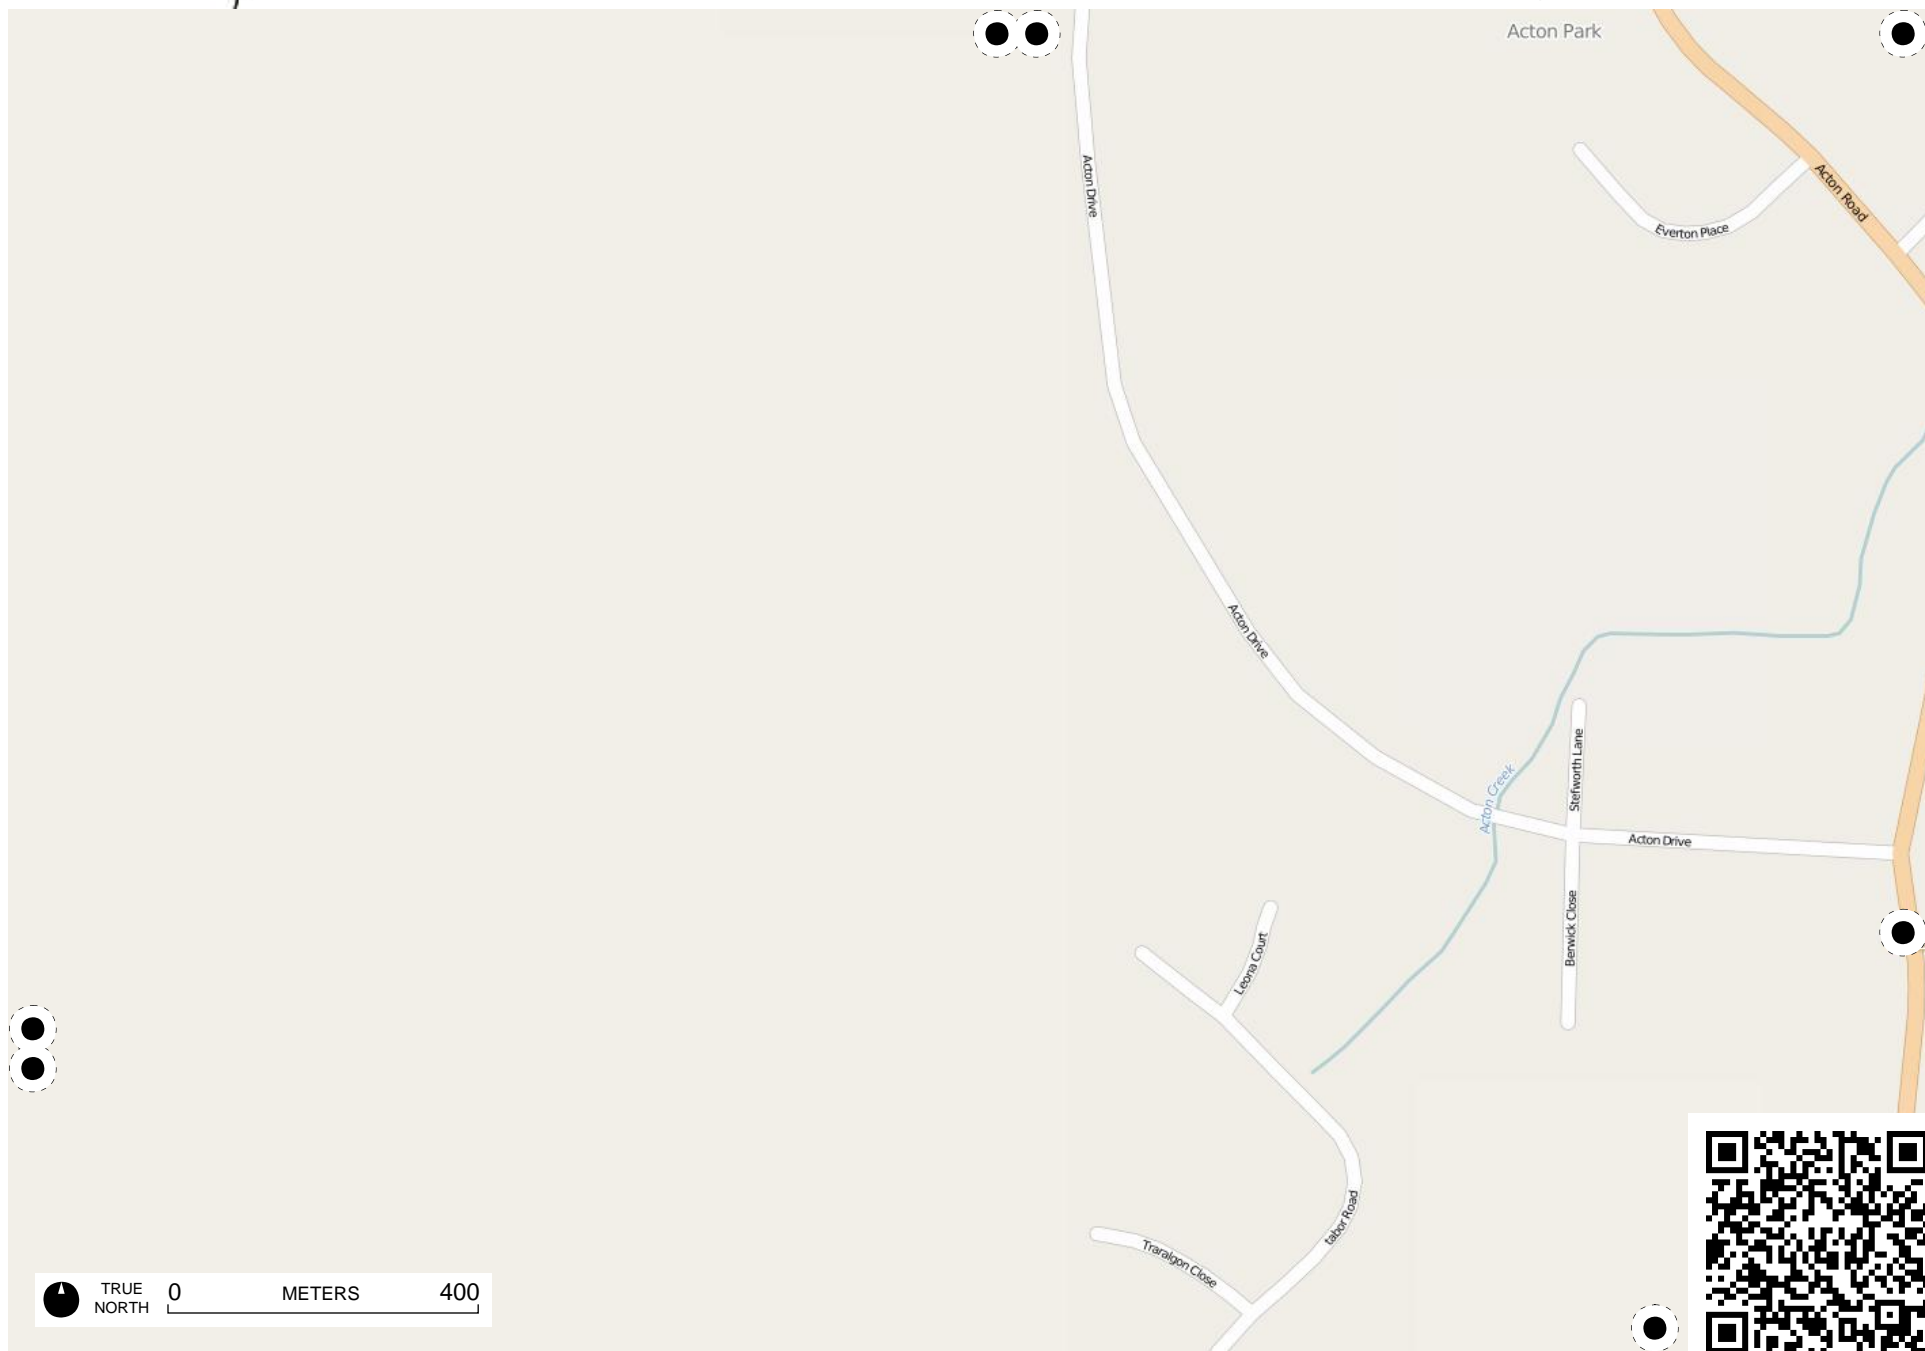 Acton Park
Acton Drive
Acton Road
Everton Place
Acton Drive
Stefworth Lane
Acton Creek
Acton Drive
Berwick Close
Leona Court
tabor Road
Traralgon Close
TRUE
NORTH
0 METERS 400